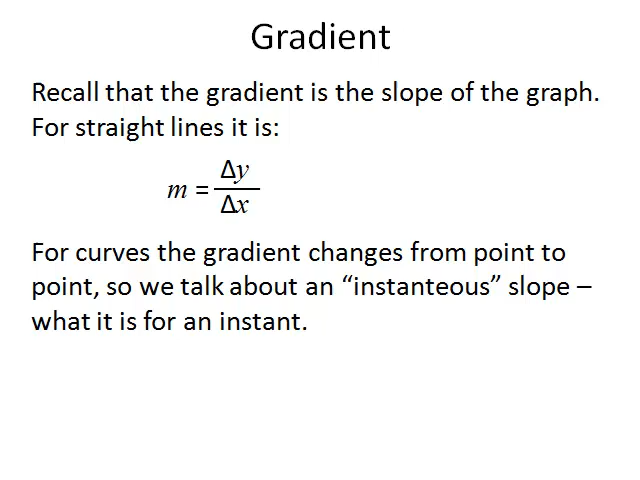 Gradient
Recall that the gradient is the slope of the graph.
For straight lines it is:
m = Δy/Δx
For curves the gradient changes from point to
point, so we talk about an “instanteous” slope –
what it is for an instant.